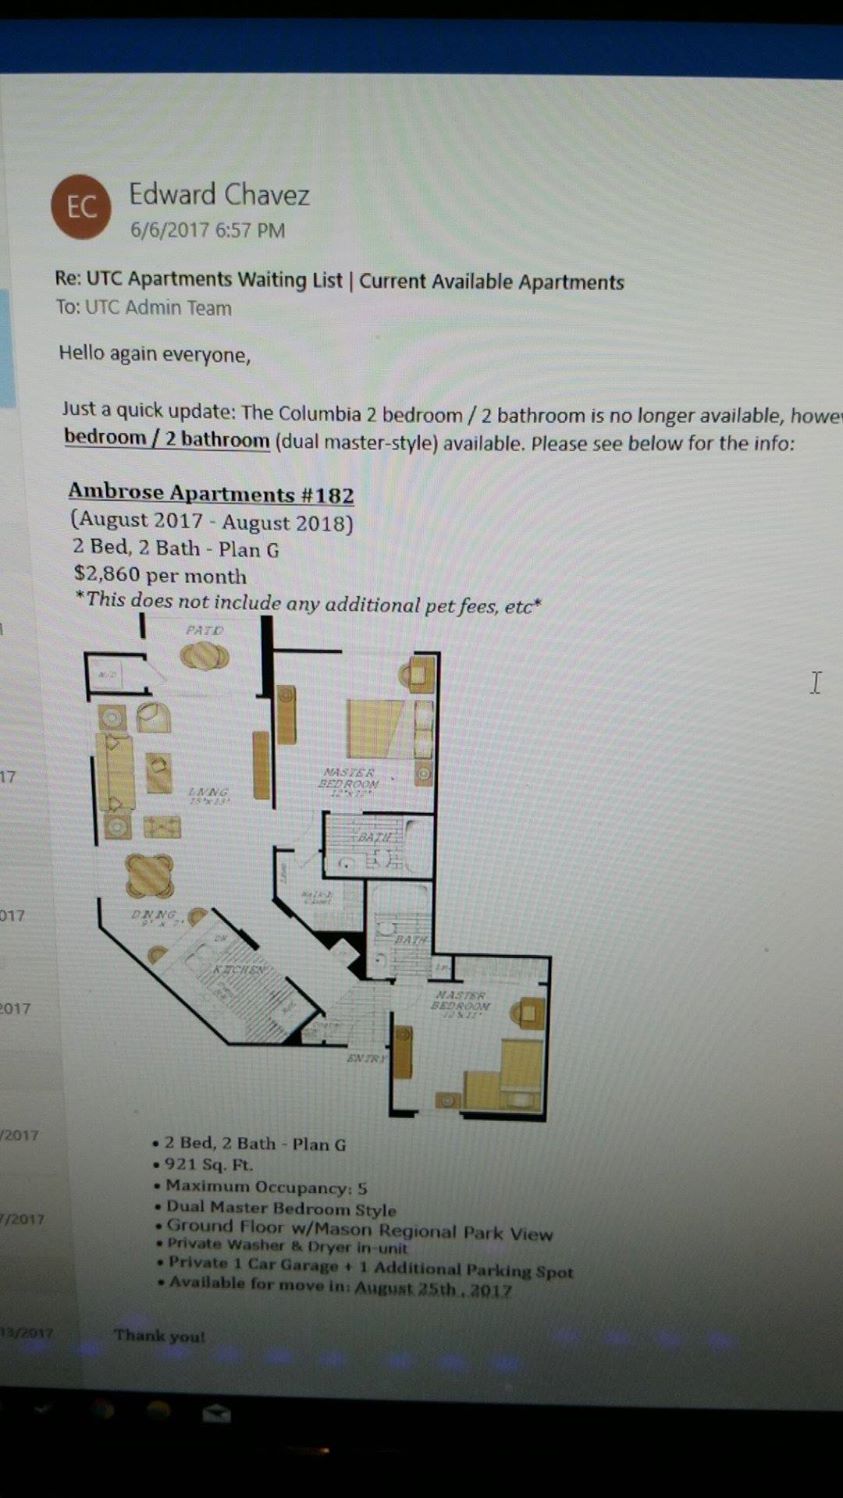 EC
Edward Chavez
6/6/2017 6:57 PM
Re: UTC Apartments Waiting List | Current Available Apartments
To: UTC Admin Team
Hello again everyone,
Just a quick update: The Columbia 2 bedroom / 2 bathroom is no longer available, howe
bedroom / 2 bathroom (dual master-style) available. Please see below for the info:
Ambrose Apartments #182
(August 2017 - August 2018)
2 Bed, 2 Bath - Plan G
$2,860 per month
*This does not include any additional pet fees, etc*
PATIO
W/D
MASTER
BEDROOM
12'x12'
LIVING
15'x13'
BATH
DINING
KITCHEN
BATH
MASTER
BEDROOM
ENTRY
17
017
2017
/2017
7/2017
13/2017
• 2 Bed, 2 Bath - Plan G
• 921 Sq. Ft.
• Maximum Occupancy: 5
• Dual Master Bedroom Style
• Ground Floor w/Mason Regional Park View
• Private Washer & Dryer in-unit
• Private 1 Car Garage + 1 Additional Parking Spot
• Available for move in: August 25th, 2017
Thank you!